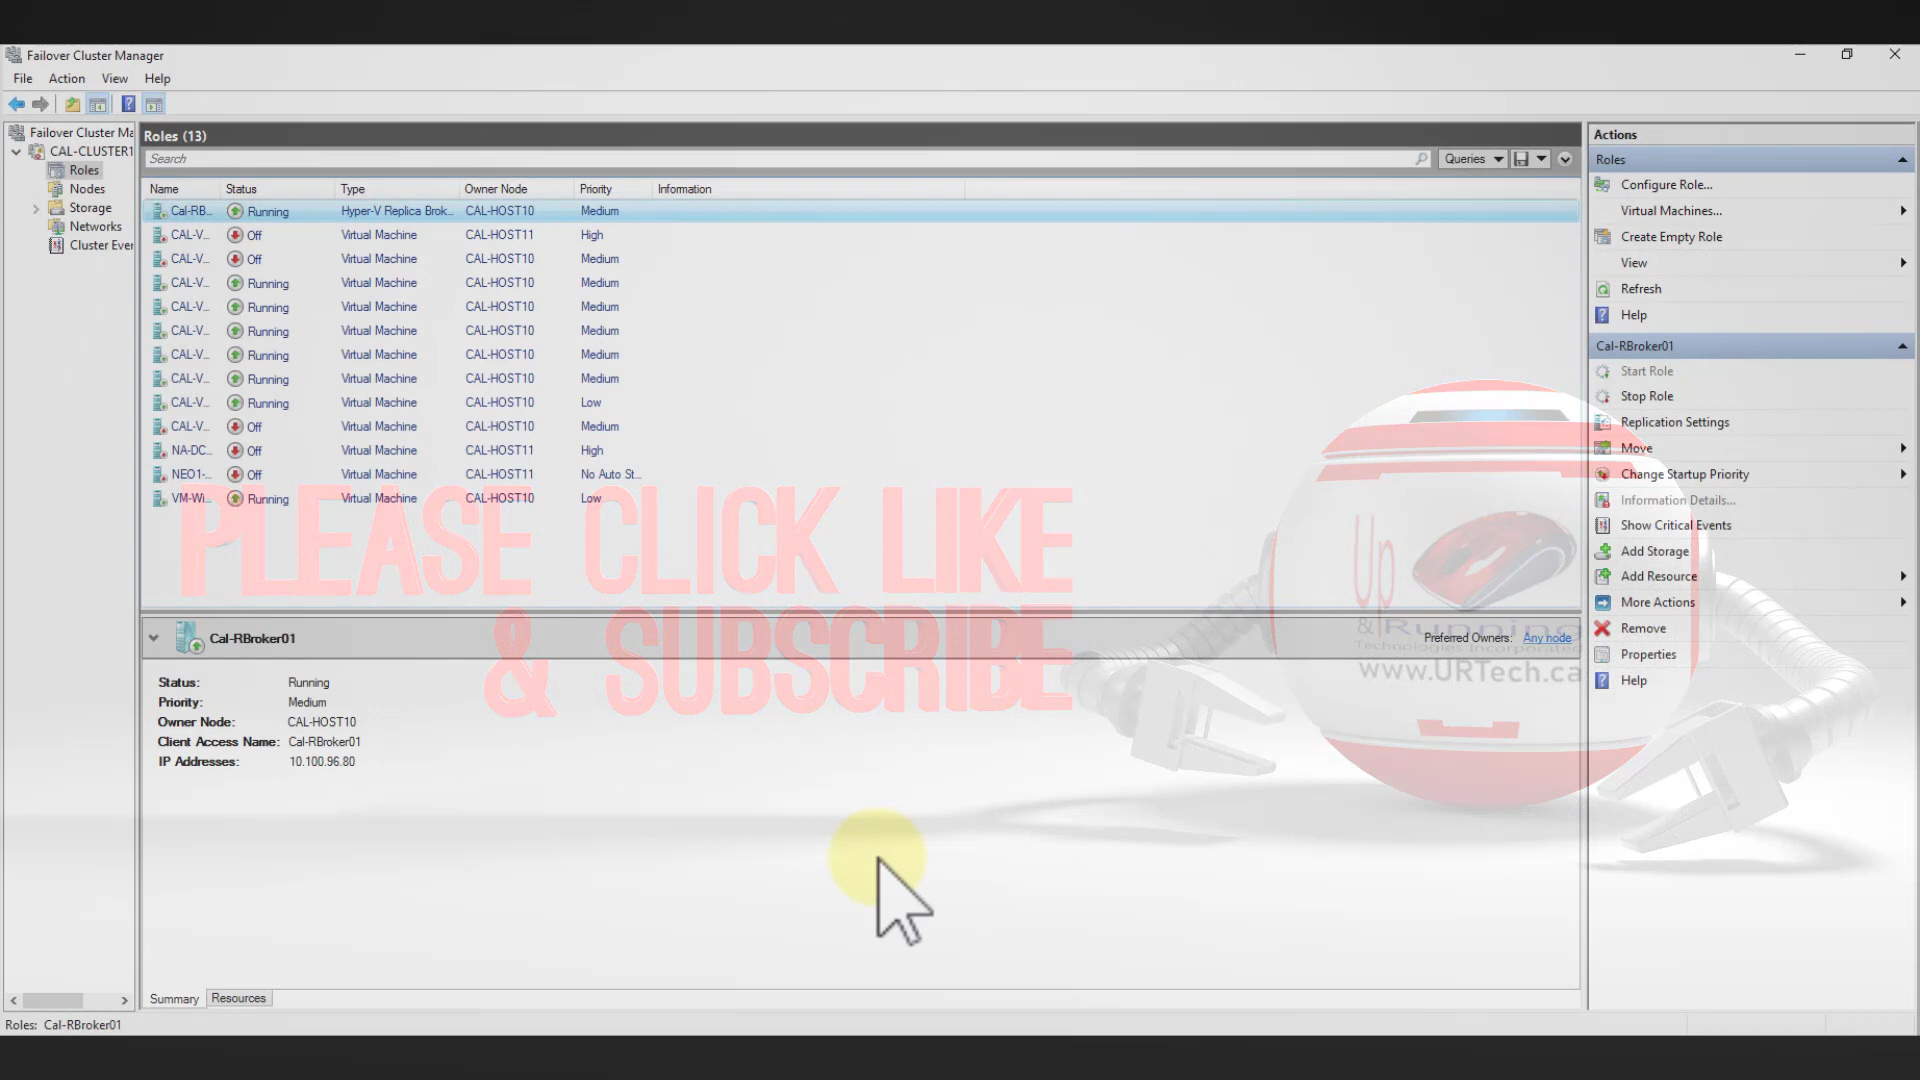 Failover Cluster Manager
File Action View Help
Failover Cluster Ma
CAL-CLUSTER1
Roles
Nodes
Storage
Networks
Cluster Ever
Roles (13)
Search
Queries
Name Status Type Owner Node Priority Information
Cal-RB... Running Hyper-V Replica Brok... CAL-HOST10 Medium
CAL-V... Off Virtual Machine CAL-HOST11 High
CAL-V... Off Virtual Machine CAL-HOST10 Medium
CAL-V... Running Virtual Machine CAL-HOST10 Medium
CAL-V... Running Virtual Machine CAL-HOST10 Medium
CAL-V... Running Virtual Machine CAL-HOST10 Medium
CAL-V... Running Virtual Machine CAL-HOST10 Medium
CAL-V... Running Virtual Machine CAL-HOST10 Medium
CAL-V... Running Virtual Machine CAL-HOST10 Low
CAL-V... Off Virtual Machine CAL-HOST10 Medium
NA-DC... Off Virtual Machine CAL-HOST11 High
NEO1-... Off Virtual Machine CAL-HOST11 No Auto St...
VM-Wi... Running Virtual Machine CAL-HOST10 Low
PLEASE CLICK LIKE
& SUBSCRIBE
Up
& Running
Technologies Incorporated
www.URTech.ca
Cal-RBroker01
Preferred Owners: Any node
Status: Running
Priority: Medium
Owner Node: CAL-HOST10
Client Access Name: Cal-RBroker01
IP Addresses: 10.100.96.80
Summary Resources
Actions
Roles
Configure Role...
Virtual Machines...
Create Empty Role
View
Refresh
Help
Cal-RBroker01
Start Role
Stop Role
Replication Settings
Move
Change Startup Priority
Information Details...
Show Critical Events
Add Storage
Add Resource
More Actions
Remove
Properties
Help
Roles: Cal-RBroker01